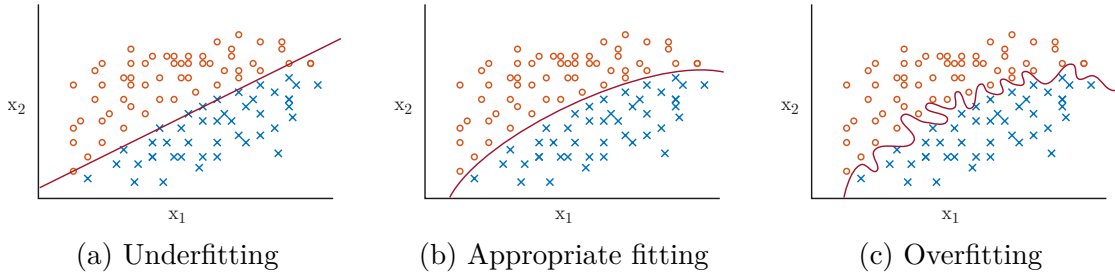 x₂
x₁
(a) Underfitting
x₂
x₁
(b) Appropriate fitting
x₂
x₁
(c) Overfitting